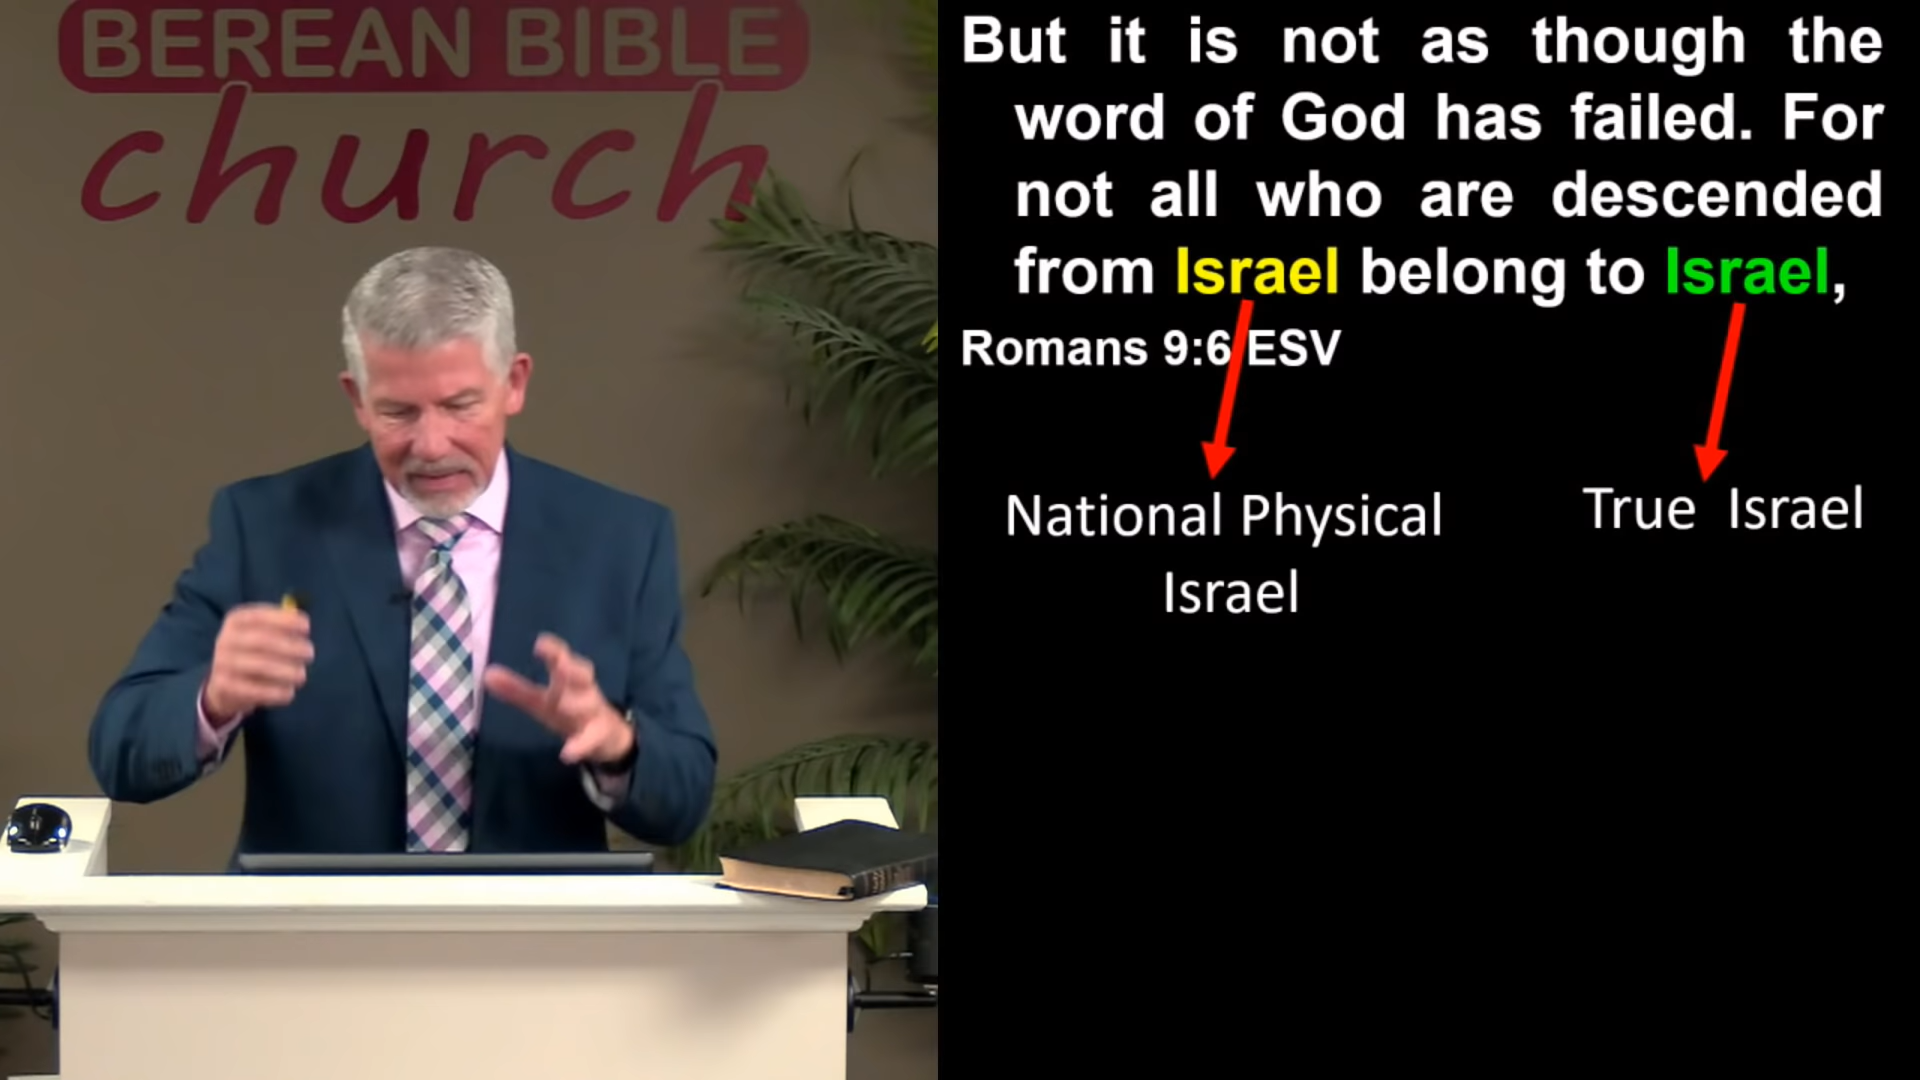 BEREAN BIBLE
church
But it is not as though the
word of God has failed. For
not all who are descended
from Israel belong to Israel,
Romans 9:6 ESV
National Physical
Israel
True Israel